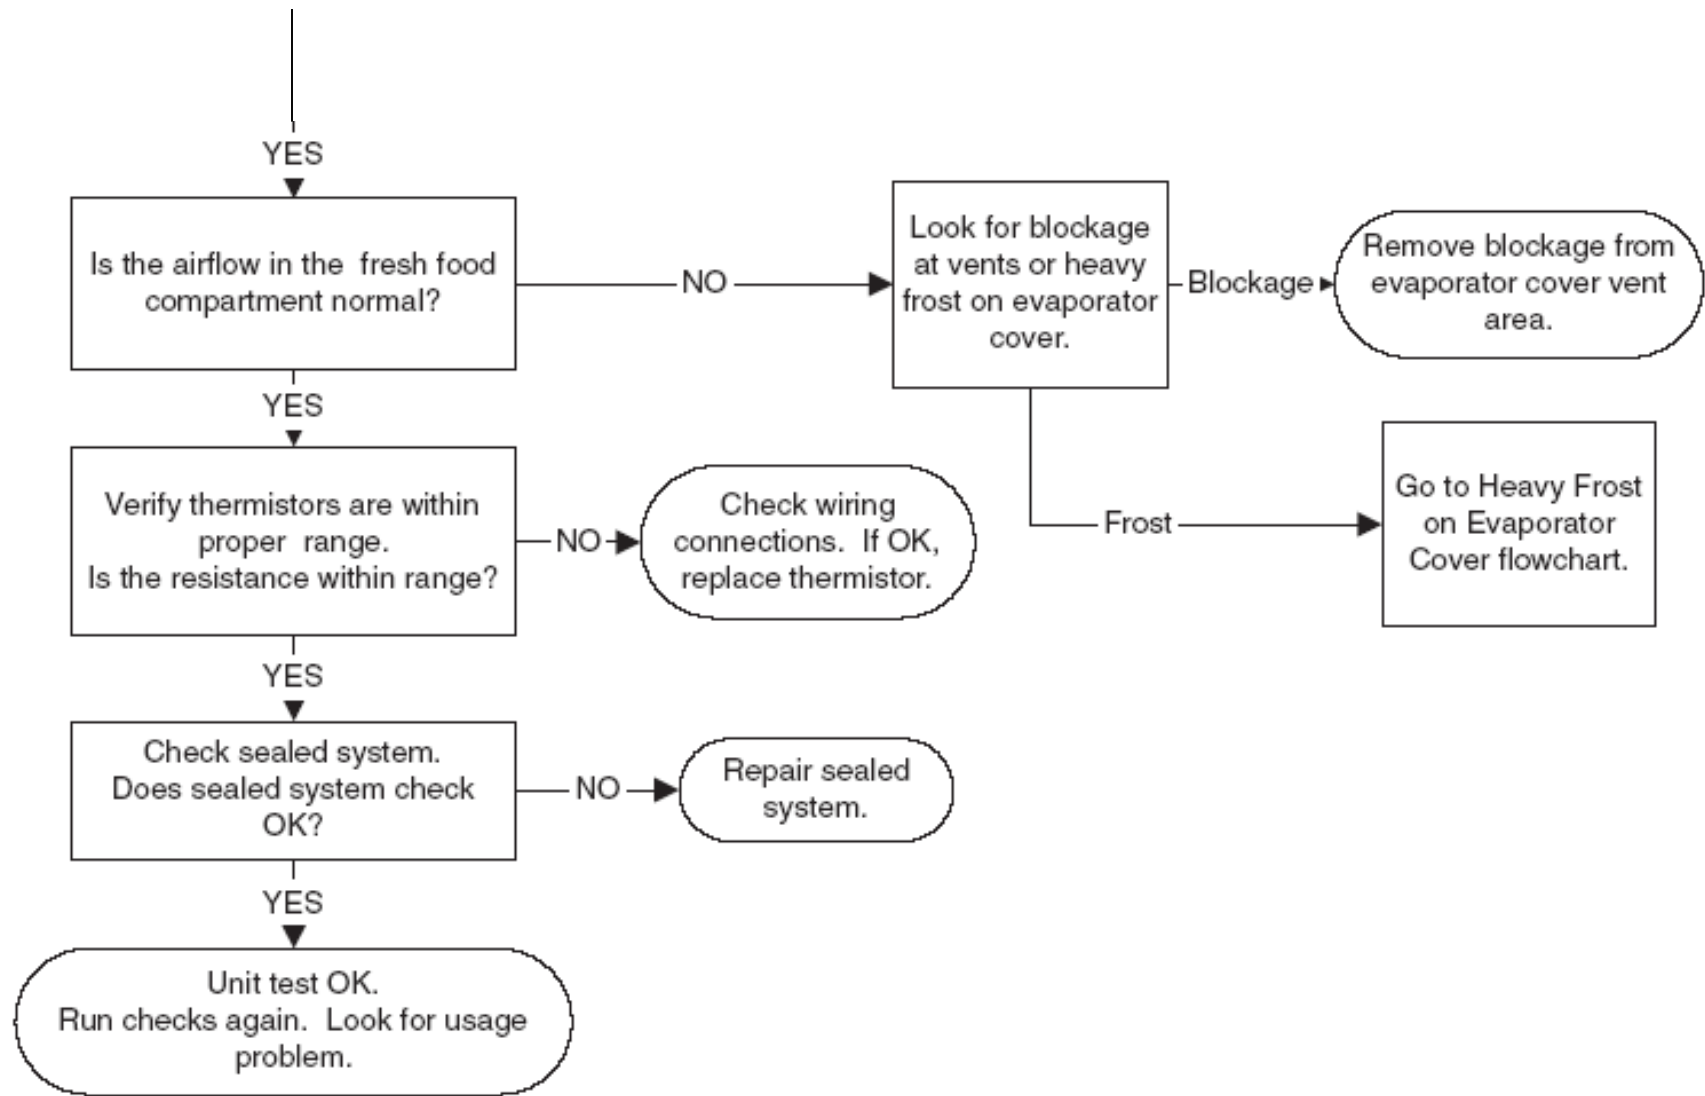 YES
Is the airflow in the fresh food
compartment normal?
NO
Look for blockage
at vents or heavy
frost on evaporator
cover.
Blockage
Remove blockage from
evaporator cover vent
area.
YES
Verify thermistors are within
proper range.
Is the resistance within range?
NO
Check wiring
connections. If OK,
replace thermistor.
Frost
Go to Heavy Frost
on Evaporator
Cover flowchart.
YES
Check sealed system.
Does sealed system check
OK?
NO
Repair sealed
system.
YES
Unit test OK.
Run checks again. Look for usage
problem.